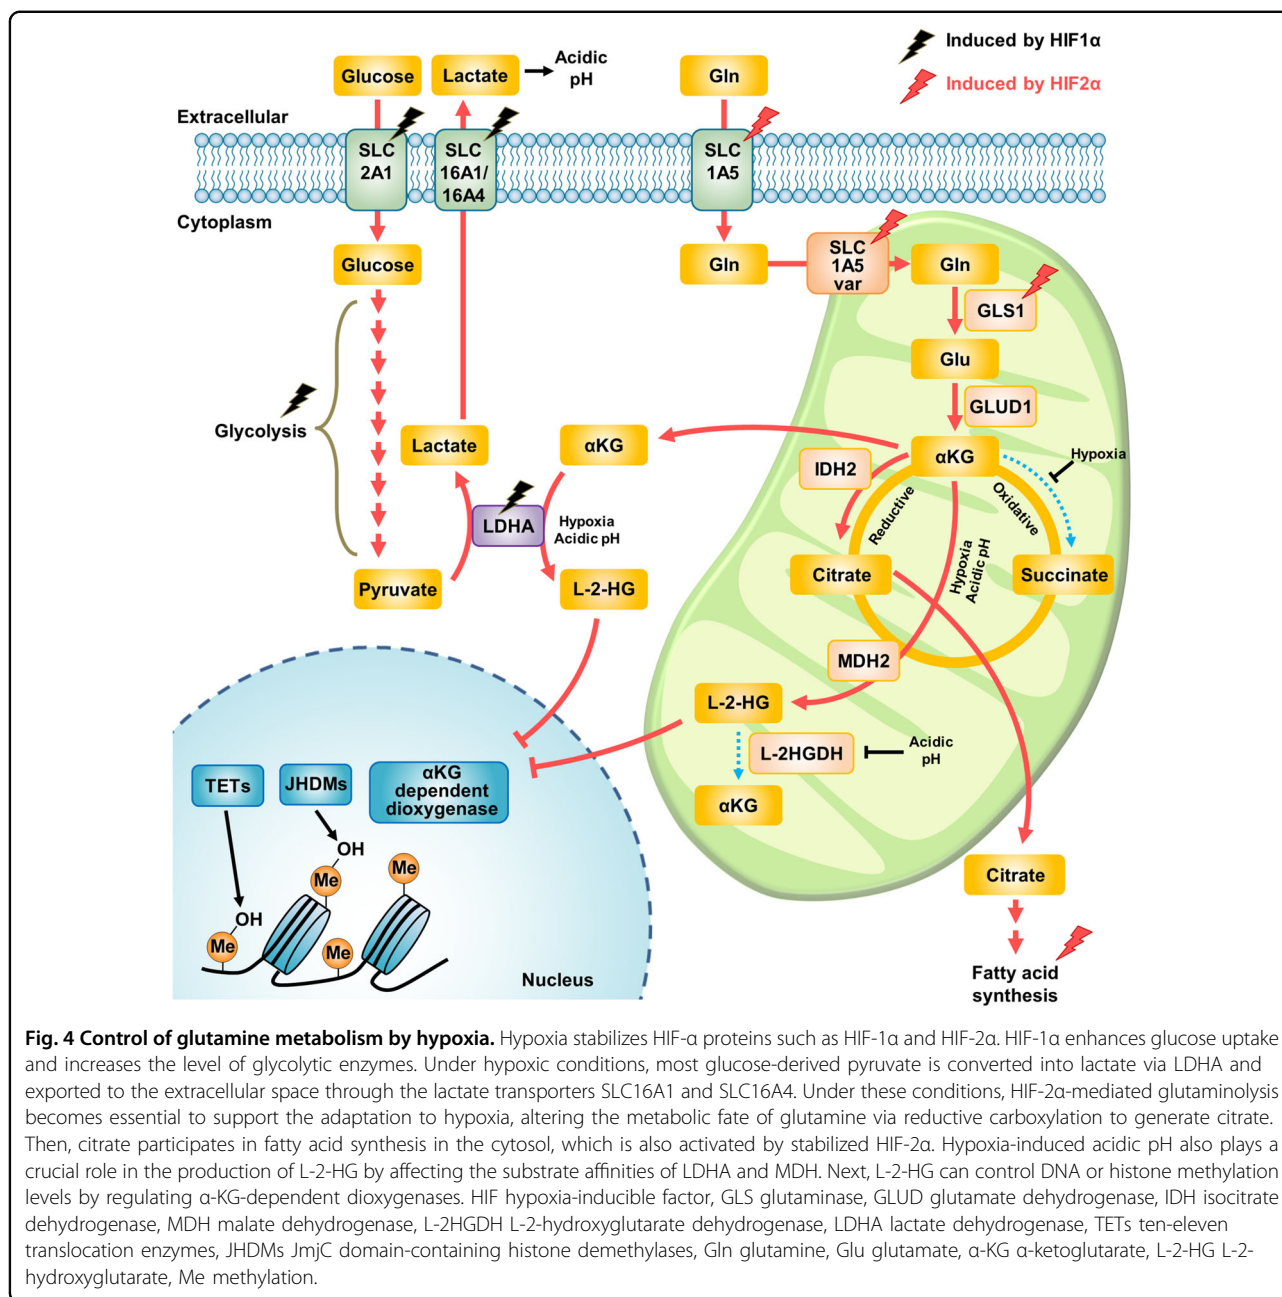 Induced by HIF1α
Induced by HIF2α
Glucose
Lactate
Acidic
pH
Gln
Extracellular
SLC
2A1
SLC
16A1/
16A4
SLC
1A5
Cytoplasm
Glucose
Gln
SLC
1A5
var
Gln
GLS1
Glu
GLUD1
Glycolysis
Lactate
αKG
IDH2
αKG
Hypoxia
Reductive
Oxidative
LDHA
Hypoxia
Acidic pH
Hypoxia
Acidic pH
Pyruvate
L-2-HG
Citrate
Succinate
MDH2
L-2-HG
L-2HGDH
Acidic
pH
αKG
TETs
JHDMs
αKG
dependent
dioxygenase
OH
Me
Me
OH
Me
Me
Nucleus
Citrate
Fatty acid
synthesis
Fig. 4 Control of glutamine metabolism by hypoxia. Hypoxia stabilizes HIF-α proteins such as HIF-1α and HIF-2α. HIF-1α enhances glucose uptake
and increases the level of glycolytic enzymes. Under hypoxic conditions, most glucose-derived pyruvate is converted into lactate via LDHA and
exported to the extracellular space through the lactate transporters SLC16A1 and SLC16A4. Under these conditions, HIF-2α-mediated glutaminolysis
becomes essential to support the adaptation to hypoxia, altering the metabolic fate of glutamine via reductive carboxylation to generate citrate.
Then, citrate participates in fatty acid synthesis in the cytosol, which is also activated by stabilized HIF-2α. Hypoxia-induced acidic pH also plays a
crucial role in the production of L-2-HG by affecting the substrate affinities of LDHA and MDH. Next, L-2-HG can control DNA or histone methylation
levels by regulating α-KG-dependent dioxygenases. HIF hypoxia-inducible factor, GLS glutaminase, GLUD glutamate dehydrogenase, IDH isocitrate
dehydrogenase, MDH malate dehydrogenase, L-2HGDH L-2-hydroxyglutarate dehydrogenase, LDHA lactate dehydrogenase, TETs ten-eleven
translocation enzymes, JHDMs JmjC domain-containing histone demethylases, Gln glutamine, Glu glutamate, α-KG α-ketoglutarate, L-2-HG L-2-
hydroxyglutarate, Me methylation.